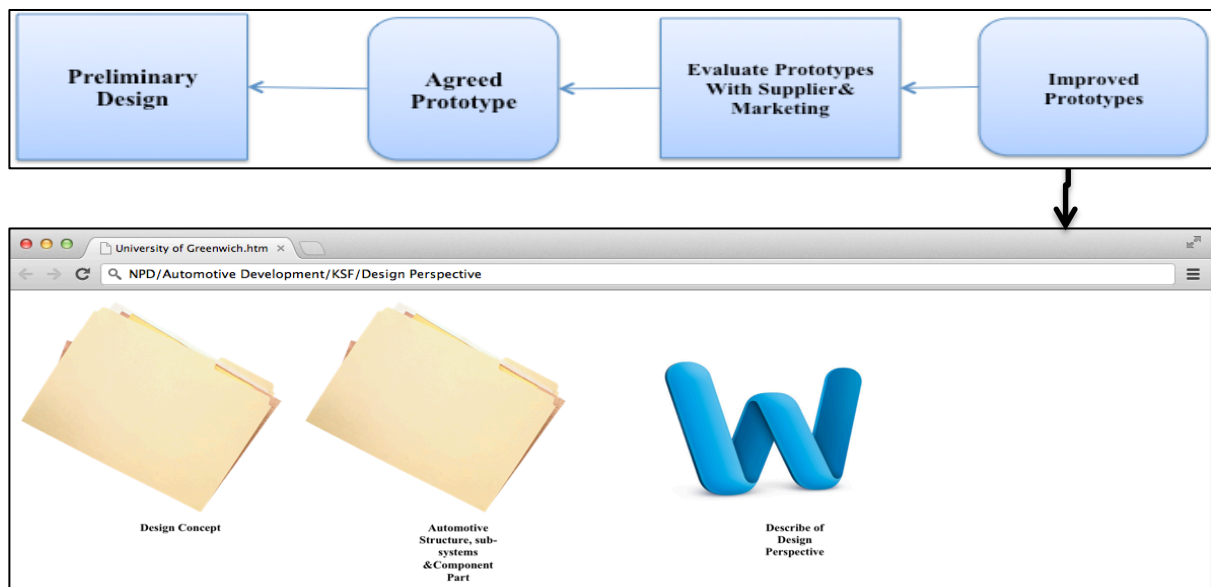 Preliminary
Design
Agreed
Prototype
Evaluate Prototypes
With Supplier&
Marketing
Improved
Prototypes
University of Greenwich.htm
NPD/Automotive Development/KSF/Design Perspective
Design Concept
Automotive
Structure, sub-
systems
&Component
Part
Describe of
Design
Perspective